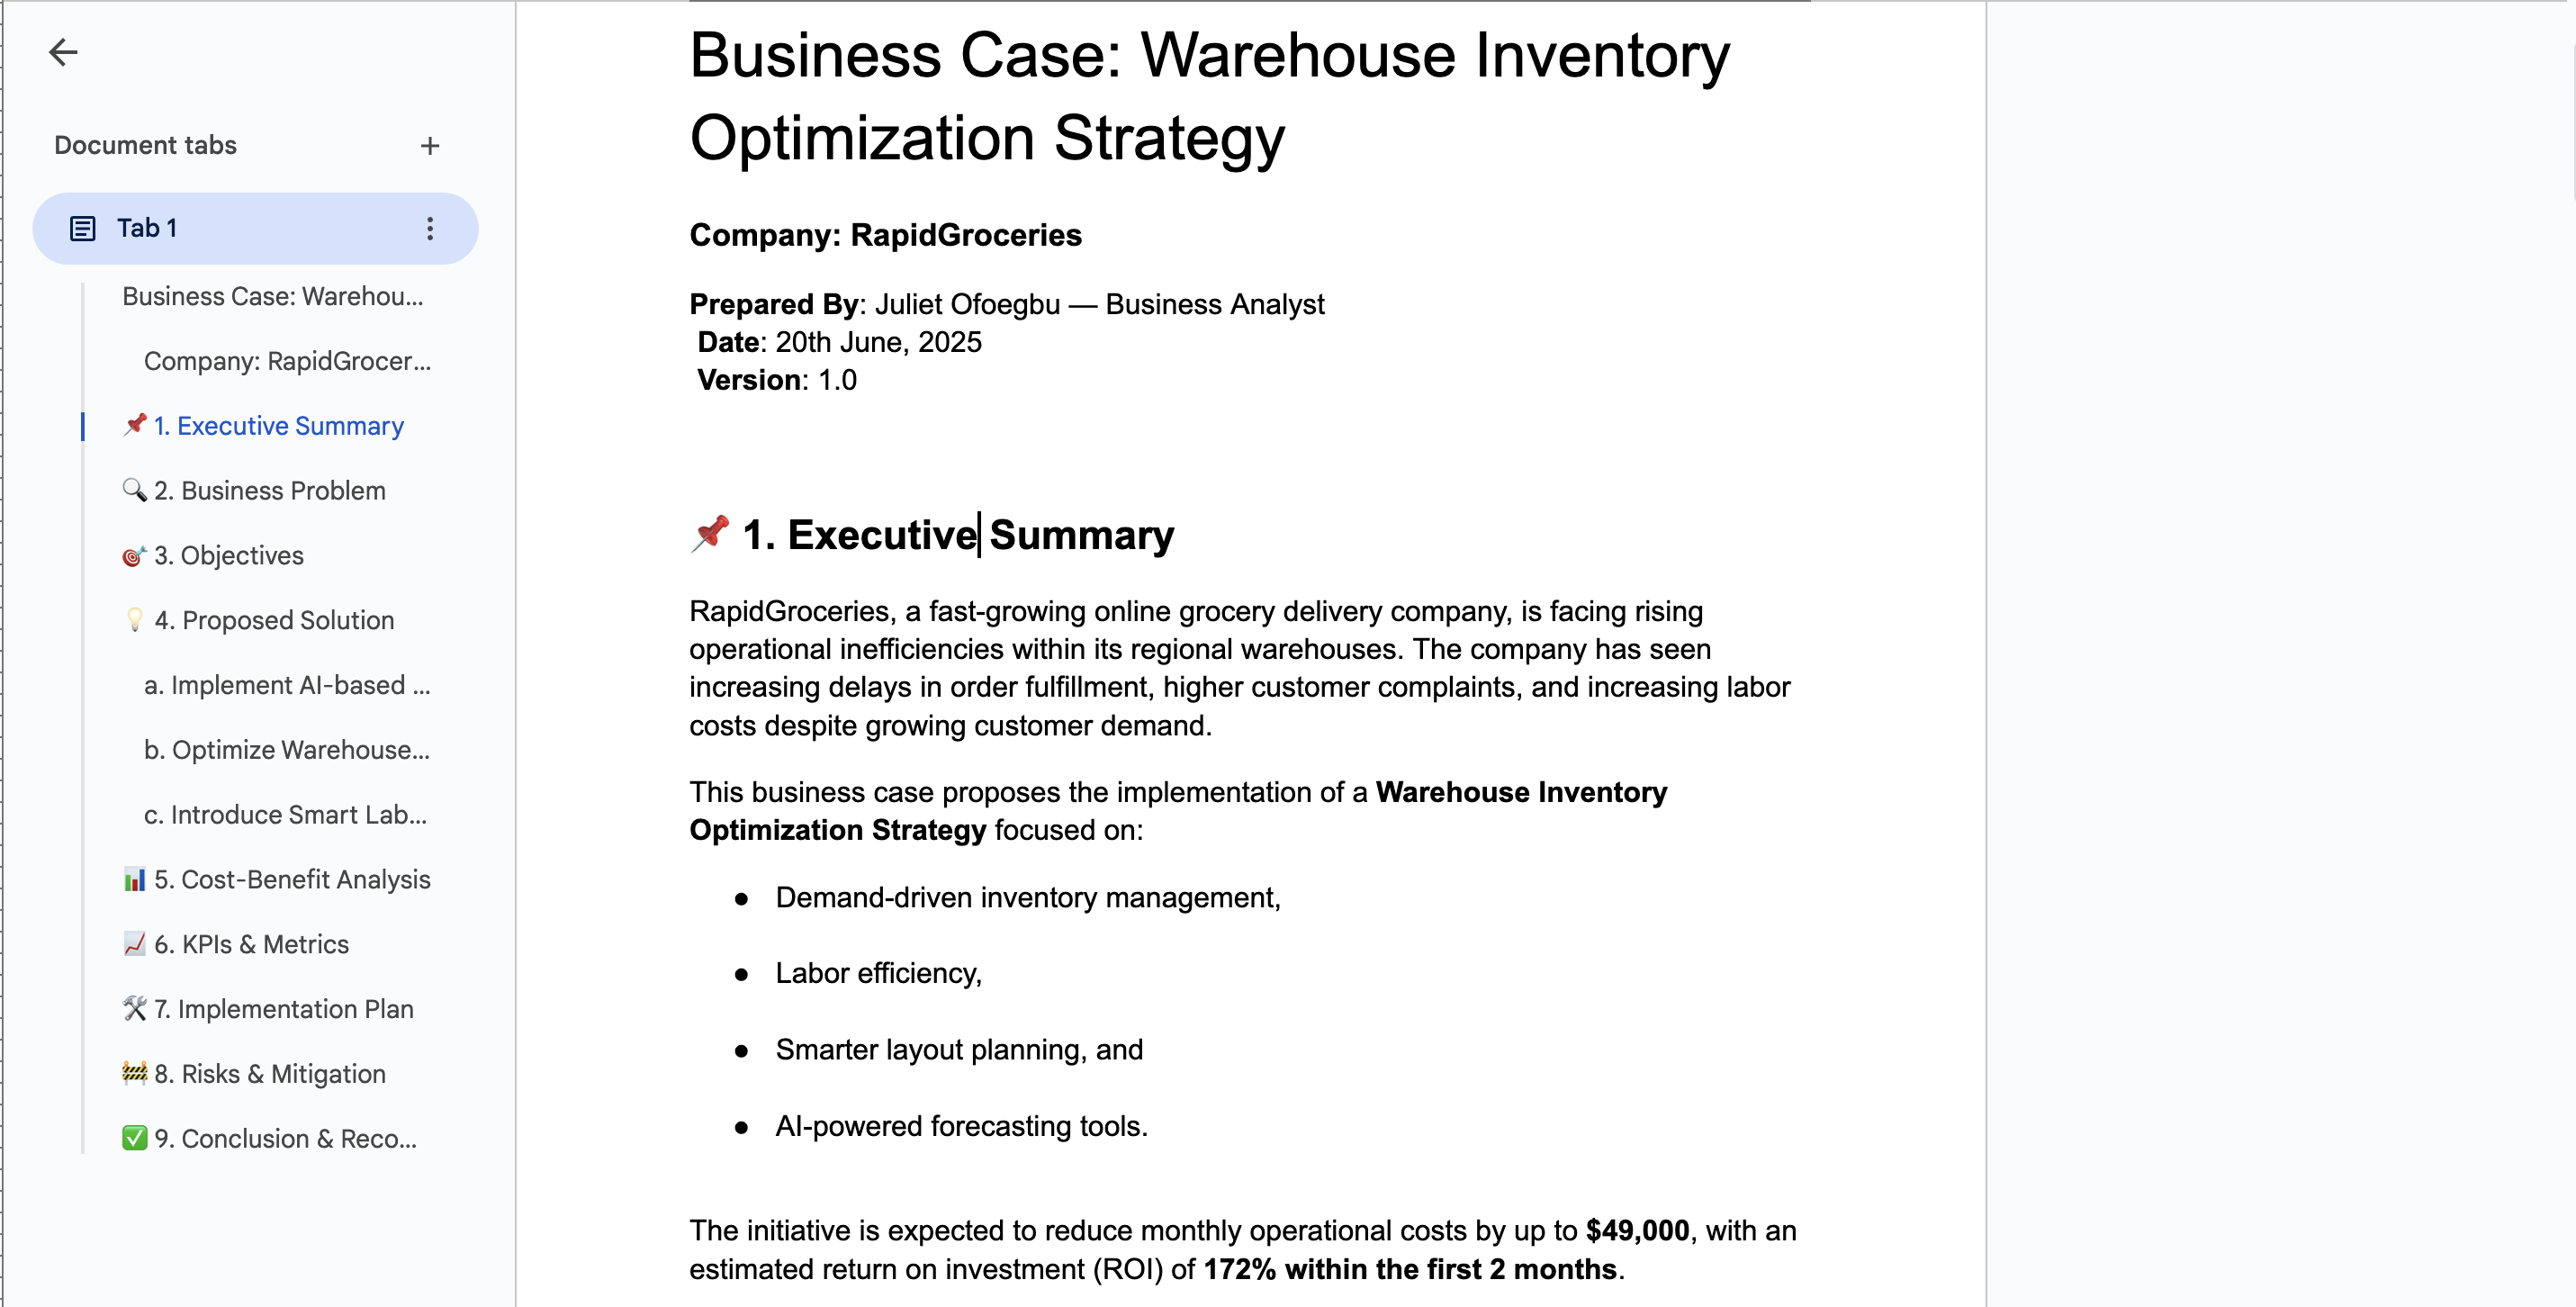 Document tabs
Tab 1
Business Case: Warehou...
Company: RapidGrocer...
📌 1. Executive Summary
🔍 2. Business Problem
🎯 3. Objectives
💡 4. Proposed Solution
a. Implement AI-based ...
b. Optimize Warehouse...
c. Introduce Smart Lab...
📊 5. Cost-Benefit Analysis
📈 6. KPIs & Metrics
🛠 7. Implementation Plan
🚧 8. Risks & Mitigation
✅ 9. Conclusion & Reco...
Business Case: Warehouse Inventory
Optimization Strategy
Company: RapidGroceries
Prepared By: Juliet Ofoegbu — Business Analyst
Date: 20th June, 2025
Version: 1.0
📌 1. Executive Summary
RapidGroceries, a fast-growing online grocery delivery company, is facing rising
operational inefficiencies within its regional warehouses. The company has seen
increasing delays in order fulfillment, higher customer complaints, and increasing labor
costs despite growing customer demand.
This business case proposes the implementation of a Warehouse Inventory
Optimization Strategy focused on:
● Demand-driven inventory management,
● Labor efficiency,
● Smarter layout planning, and
● AI-powered forecasting tools.
The initiative is expected to reduce monthly operational costs by up to $49,000, with an
estimated return on investment (ROI) of 172% within the first 2 months.